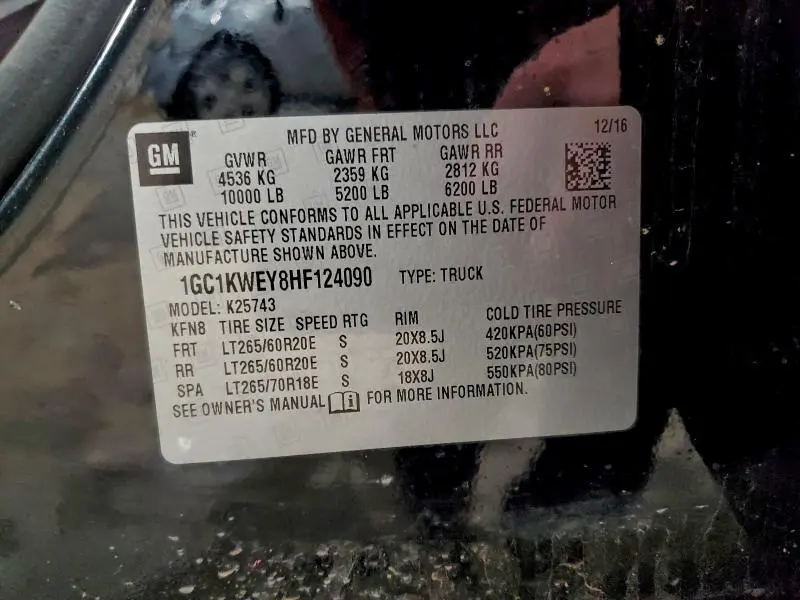 GM
MFD BY GENERAL MOTORS LLC
12/16
GVWR GAWR FRT GAWR RR
4536 KG 2359 KG 2812 KG
10000 LB 5200 LB 6200 LB
THIS VEHICLE CONFORMS TO ALL APPLICABLE U.S. FEDERAL MOTOR
VEHICLE SAFETY STANDARDS IN EFFECT ON THE DATE OF
MANUFACTURE SHOWN ABOVE.
1GC1KWEY8HF124090 TYPE: TRUCK
MODEL: K25743
KFN8 TIRE SIZE SPEED RTG RIM COLD TIRE PRESSURE
FRT LT265/60R20E S 20X8.5J 420KPA(60PSI)
RR LT265/60R20E S 20X8.5J 520KPA(75PSI)
SPA LT265/70R18E S 18X8J 550KPA(80PSI)
SEE OWNER'S MANUAL FOR MORE INFORMATION.